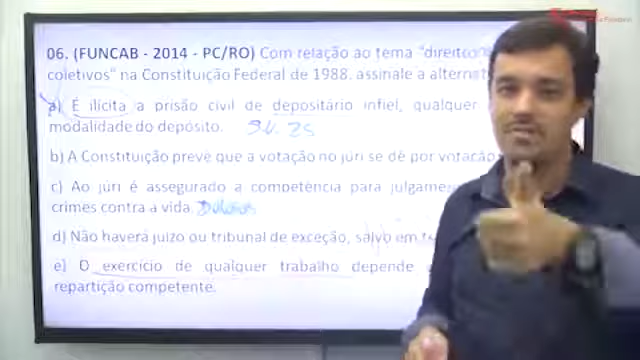 06. (FUNCAB - 2014 - PC/RO) Com relação ao tema "direitos
coletivos" na Constituição Federal de 1988, assinale a
a) É ilícita a prisão civil de depositário infiel, qualquer
modalidade do depósito. S.V. 25
b) A Constituição prevê que a votação no júri se dê por votação
c) Ao júri é assegurado a competência para
crimes contra a vida. Dolosos
d) Não haverá juízo ou tribunal de exceção, salvo em
e) O exercício de qualquer trabalho depende
repartição competente.